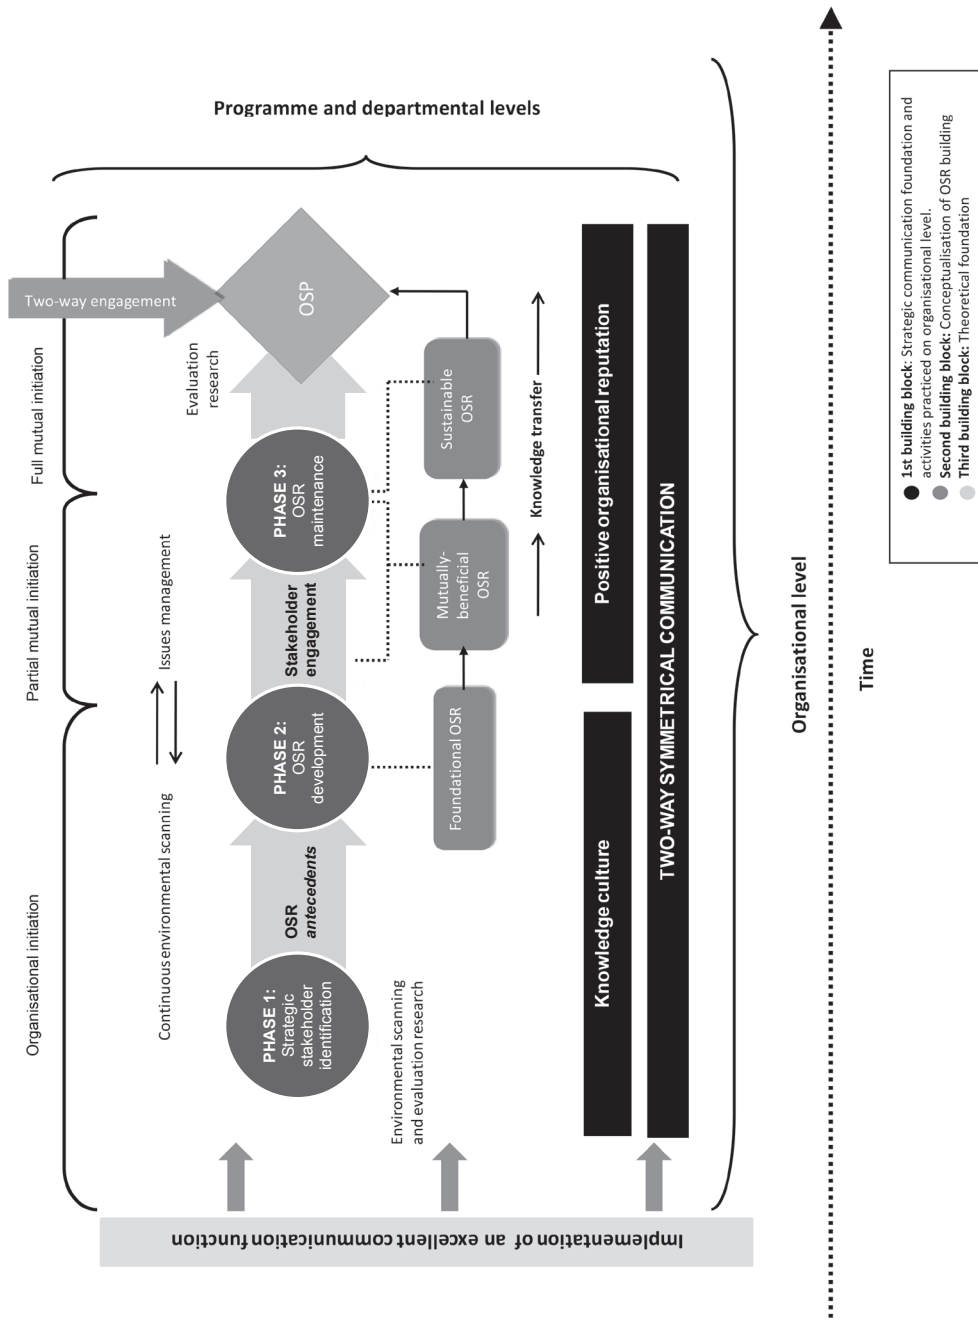 Organisational initiation
Partial mutual initiation
Full mutual initiation
Continuous environmental scanning
Issues management
Two-way engagement
Evaluation
research
PHASE 1:
Strategic
stakeholder
identification
OSR
antecedents
PHASE 2:
OSR
development
Stakeholder
engagement
PHASE 3:
OSR
maintenance
OSP
Programme and departmental levels
Environmental scanning
and evaluation research
Foundational OSR
Mutually-
beneficial
OSR
Sustainable
OSR
Knowledge transfer
Knowledge culture
Positive organisational reputation
TWO-WAY SYMMETRICAL COMMUNICATION
Implementation of an excellent communication function
Organisational level
Time
1st building block: Strategic communication foundation and
activities practiced on organisational level.
Second building block: Conceptualisation of OSR building
Third building block: Theoretical foundation